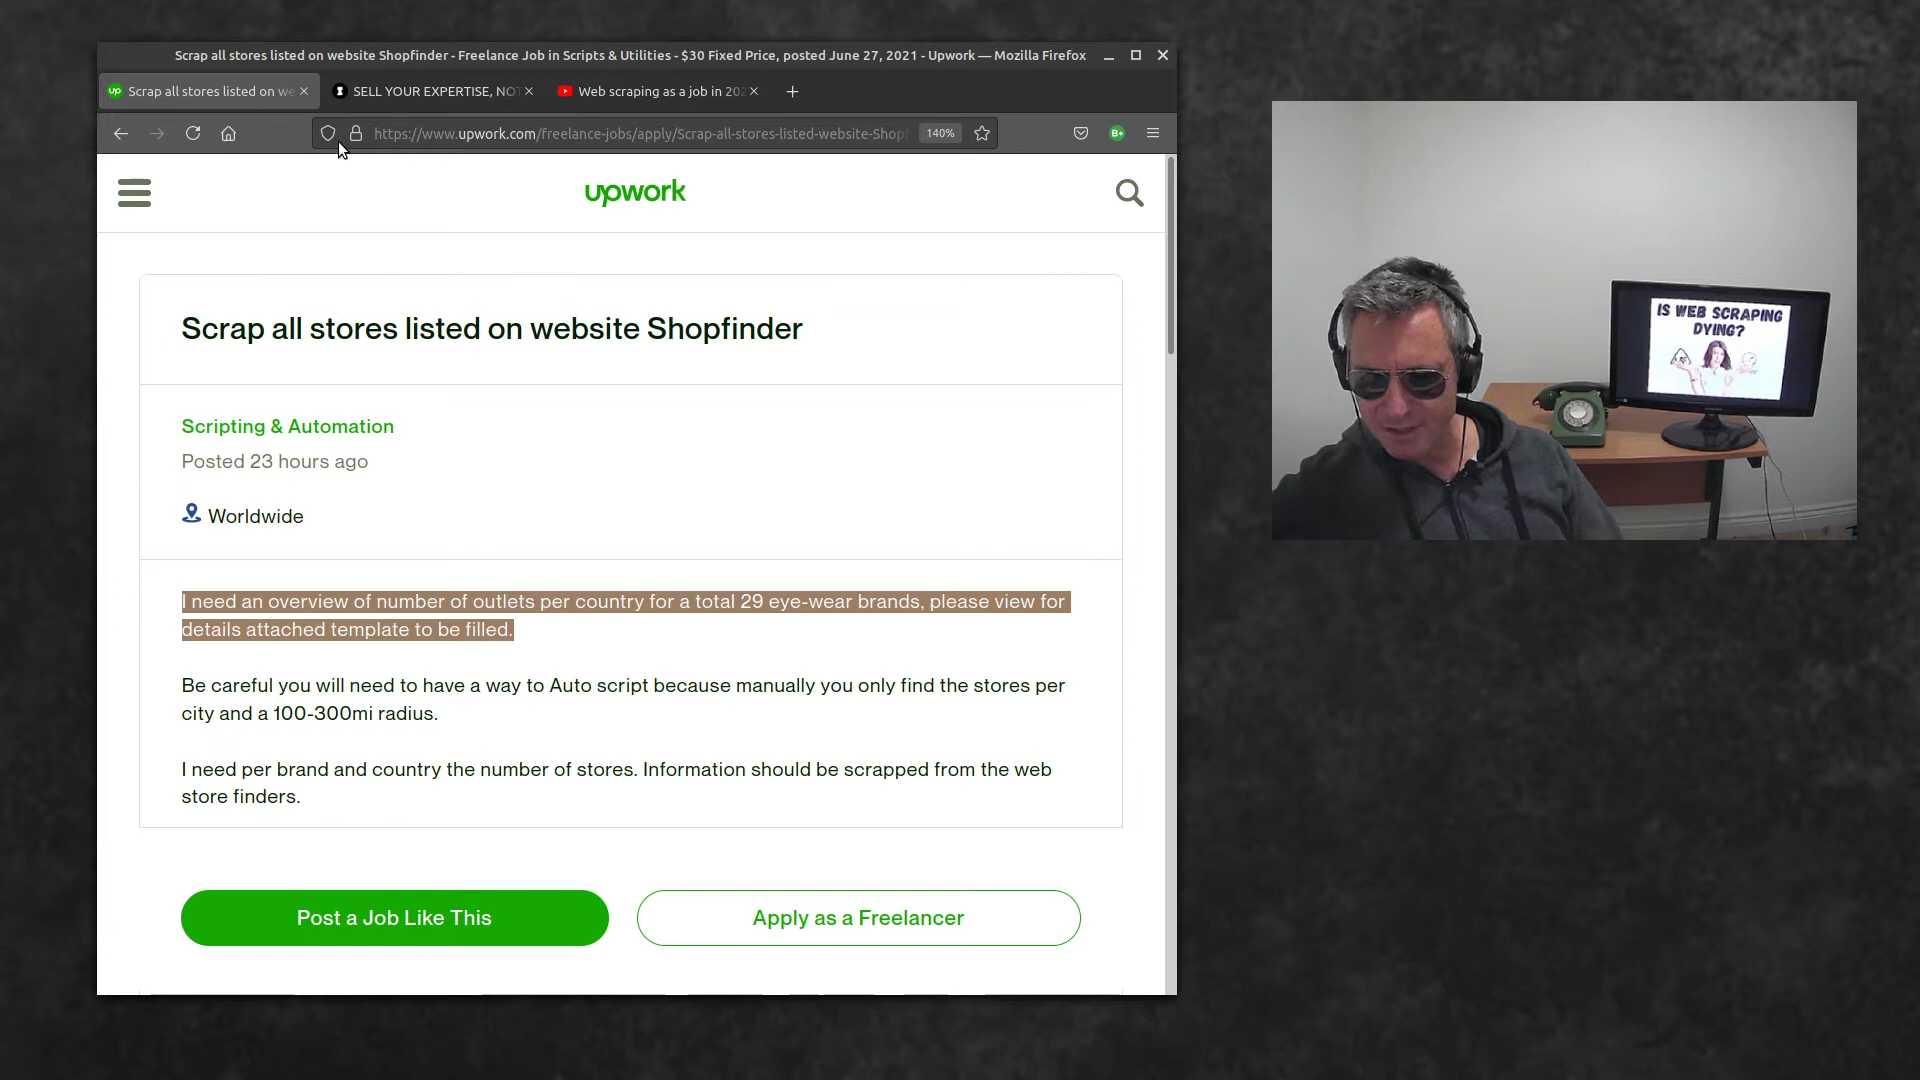 Scrap all stores listed on website Shopfinder - Freelance Job in Scripts & Utilities - $30 Fixed Price, posted June 27, 2021 - Upwork — Mozilla Firefox
up Scrap all stores listed on we
SELL YOUR EXPERTISE, NOT
Web scraping as a job in 202
https://www.upwork.com/freelance-jobs/apply/Scrap-all-stores-listed-website-Shopf
140%
B+
upwork
Scrap all stores listed on website Shopfinder
Scripting & Automation
Posted 23 hours ago
Worldwide
I need an overview of number of outlets per country for a total 29 eye-wear brands, please view for
details attached template to be filled.
Be careful you will need to have a way to Auto script because manually you only find the stores per
city and a 100-300mi radius.
I need per brand and country the number of stores. Information should be scrapped from the web
store finders.
Post a Job Like This
Apply as a Freelancer
IS WEB SCRAPING
DYING?